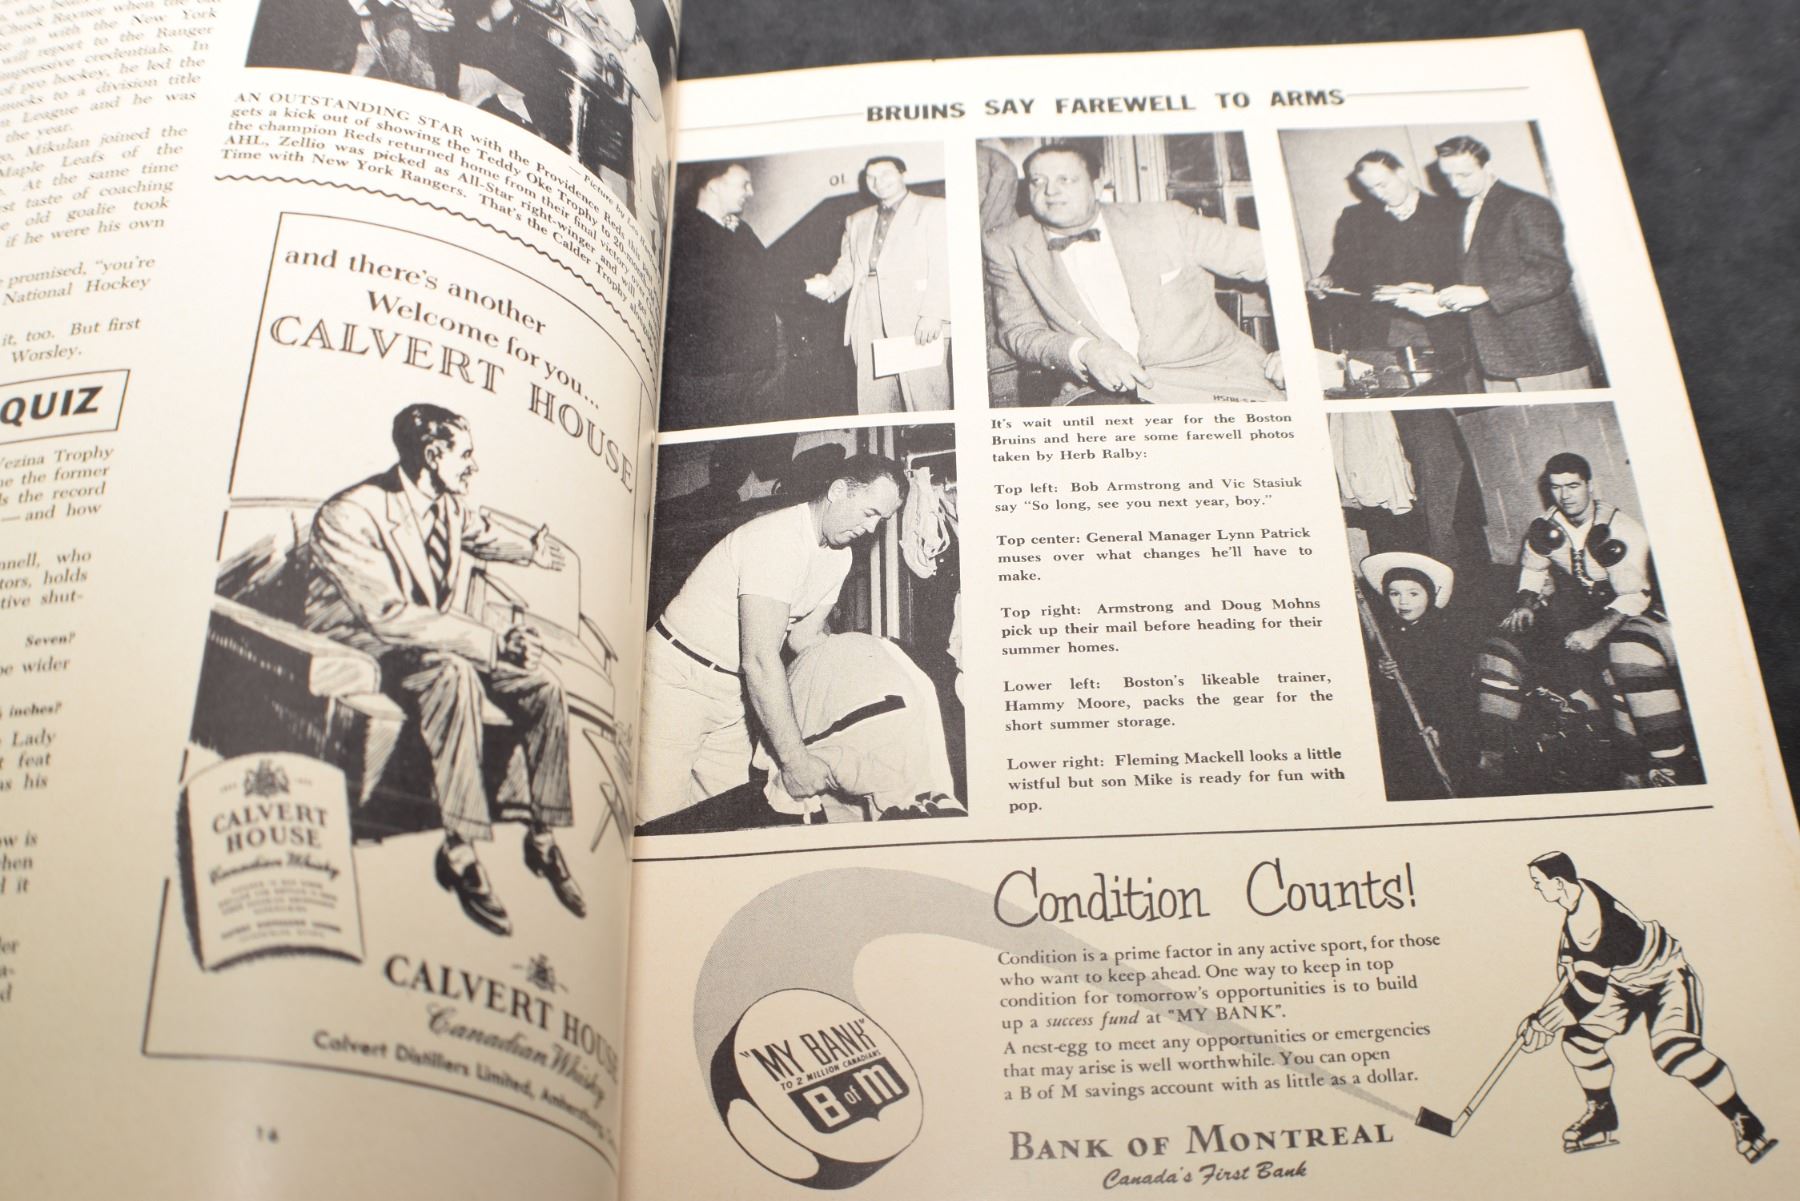 Chuck Rayner when the
in with the New York
will report to the Ranger
impressive credentials. In
of pro hockey, he led the
to a division title
League and he was
the year.
Mikulan joined the
Maple Leafs of the
At the same time
taste of coaching
old goalie took
if he were his own
promised, "you're
National Hockey
it, too. But first
Worsley.
QUIZ
Vezina Trophy
the former
the record
— and how
who
holds
Seven?
wider
inches?
Lady
feat
his
is
it
AN OUTSTANDING STAR with the Providence Reds
gets a kick out of showing the Teddy Oke Trophy to
the champion Reds returned home from their final victory
AHL, Zellio was picked as All-Star right-winger and will get
Time with New York Rangers. That's the Calder Trophy
and there's another
Welcome for you...
CALVERT HOUSE
CALVERT
HOUSE
Canadian Whisky
CALVERT HOUSE
Canadian Whisky
Calvert Distillers Limited, Amherstburg,
16
BRUINS SAY FAREWELL TO ARMS
10
It's wait until next year for the Boston
Bruins and here are some farewell photos
taken by Herb Ralby:
Top left: Bob Armstrong and Vic Stasiuk
say "So long, see you next year, boy."
Top center: General Manager Lynn Patrick
muses over what changes he'll have to
make.
Top right: Armstrong and Doug Mohns
pick up their mail before heading for their
summer homes.
Lower left: Boston's likeable trainer,
Hammy Moore, packs the gear for the
short summer storage.
Lower right: Fleming Mackell looks a little
wistful but son Mike is ready for fun with
pop.
"MY BANK"
TO 2 MILLION CANADIANS
B of M
Condition Counts!
Condition is a prime factor in any active sport, for those
who want to keep ahead. One way to keep in top
condition for tomorrow's opportunities is to build
up a success fund at "MY BANK".
A nest-egg to meet any opportunities or emergencies
that may arise is well worthwhile. You can open
a B of M savings account with as little as a dollar.
BANK OF MONTREAL
Canada's First Bank